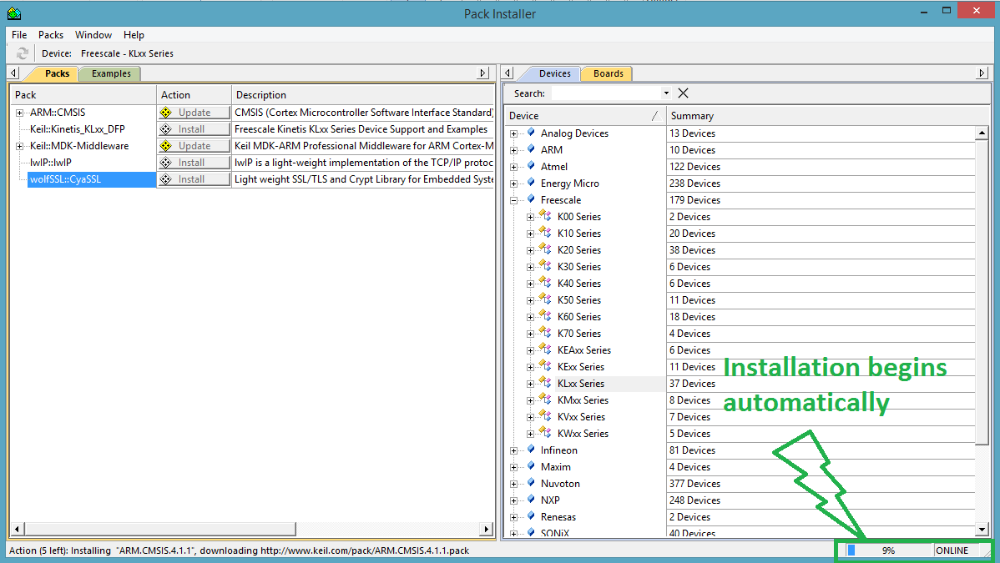 Pack Installer
File Packs Window Help
Device: Freescale - KLxx Series
Packs Examples
Pack Action Description
ARM::CMSIS Update CMSIS (Cortex Microcontroller Software Interface Standard)
Keil::Kinetis_KLxx_DFP Install Freescale Kinetis KLxx Series Device Support and Examples
Keil::MDK-Middleware Update Keil MDK-ARM Professional Middleware for ARM Cortex-M
lwIP::lwIP Install lwIP is a light-weight implementation of the TCP/IP protoc
wolfSSL::CyaSSL Install Light weight SSL/TLS and Crypt Library for Embedded Syste
Devices Boards
Search:
Device Summary
Analog Devices 13 Devices
ARM 10 Devices
Atmel 122 Devices
Energy Micro 238 Devices
Freescale 179 Devices
K00 Series 2 Devices
K10 Series 20 Devices
K20 Series 38 Devices
K30 Series 6 Devices
K40 Series 6 Devices
K50 Series 11 Devices
K60 Series 18 Devices
K70 Series 4 Devices
KEAxx Series 6 Devices
KExx Series 11 Devices
KLxx Series 37 Devices
KMxx Series 8 Devices
KVxx Series 7 Devices
KWxx Series 5 Devices
Infineon 81 Devices
Maxim 4 Devices
Nuvoton 377 Devices
NXP 248 Devices
Renesas 2 Devices
SONiX 40 Devices
Installation begins
automatically
Action (5 left): Installing "ARM.CMSIS.4.1.1", downloading http://www.keil.com/pack/ARM.CMSIS.4.1.1.pack
9% ONLINE